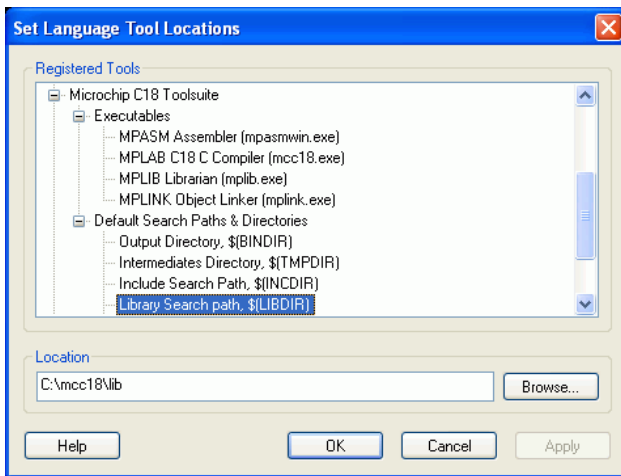 Set Language Tool Locations
Registered Tools
Microchip C18 Toolsuite
Executables
MPASM Assembler (mpasmwin.exe)
MPLAB C18 C Compiler (mcc18.exe)
MPLIB Librarian (mplib.exe)
MPLINK Object Linker (mplink.exe)
Default Search Paths & Directories
Output Directory, $(BINDIR)
Intermediates Directory, $(TMPDIR)
Include Search Path, $(INCDIR)
Library Search path, $(LIBDIR)
Location
C:\mcc18\lib
Browse...
Help
OK
Cancel
Apply